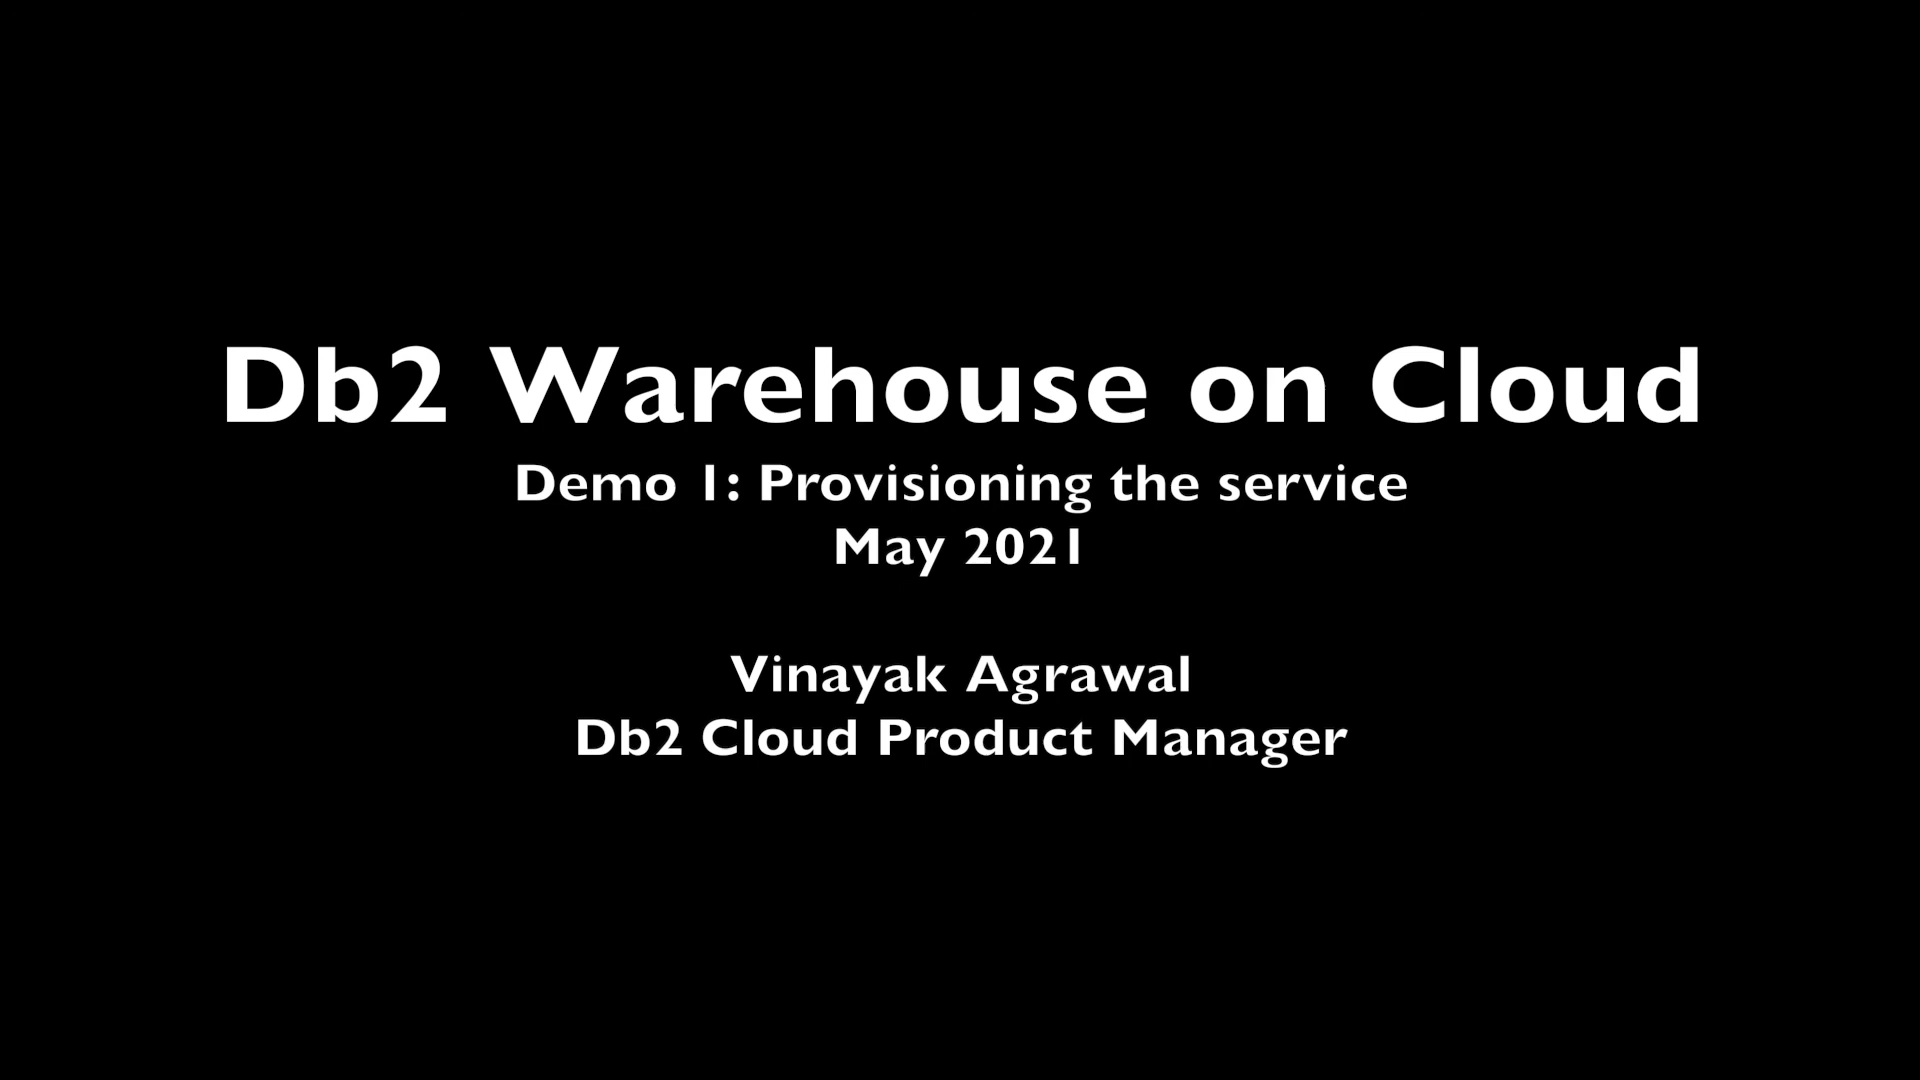 Db2 Warehouse on Cloud
Demo 1: Provisioning the service
May 2021
Vinayak Agrawal
Db2 Cloud Product Manager